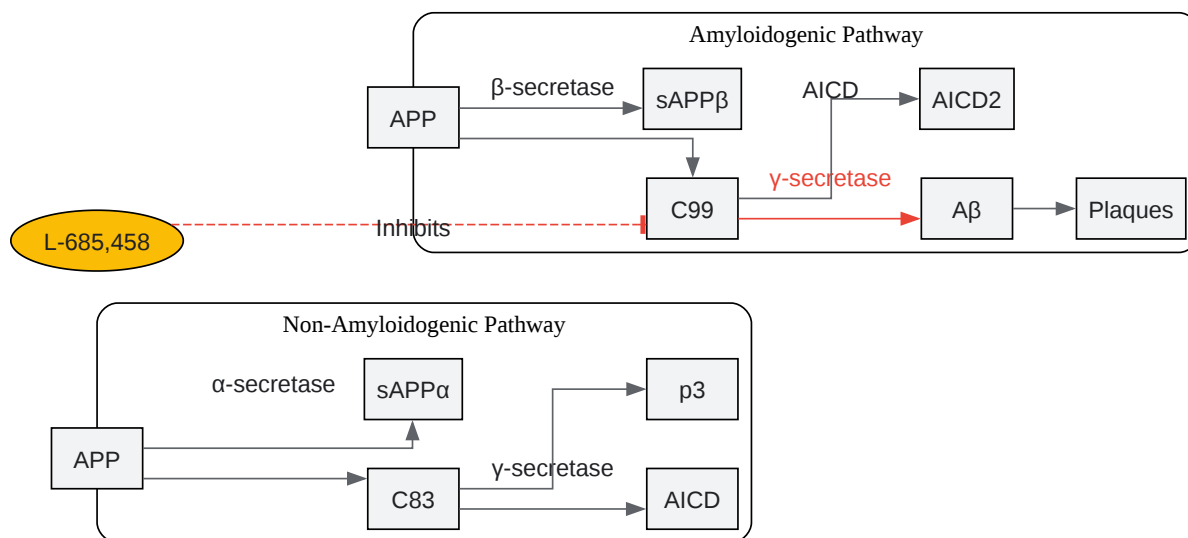 Amyloidogenic Pathway
β-secretase
AICD
APP
sAPPβ
AICD2
γ-secretase
C99
Aβ
Plaques
Inhibits
L-685,458
Non-Amyloidogenic Pathway
α-secretase
sAPPα
p3
APP
γ-secretase
C83
AICD